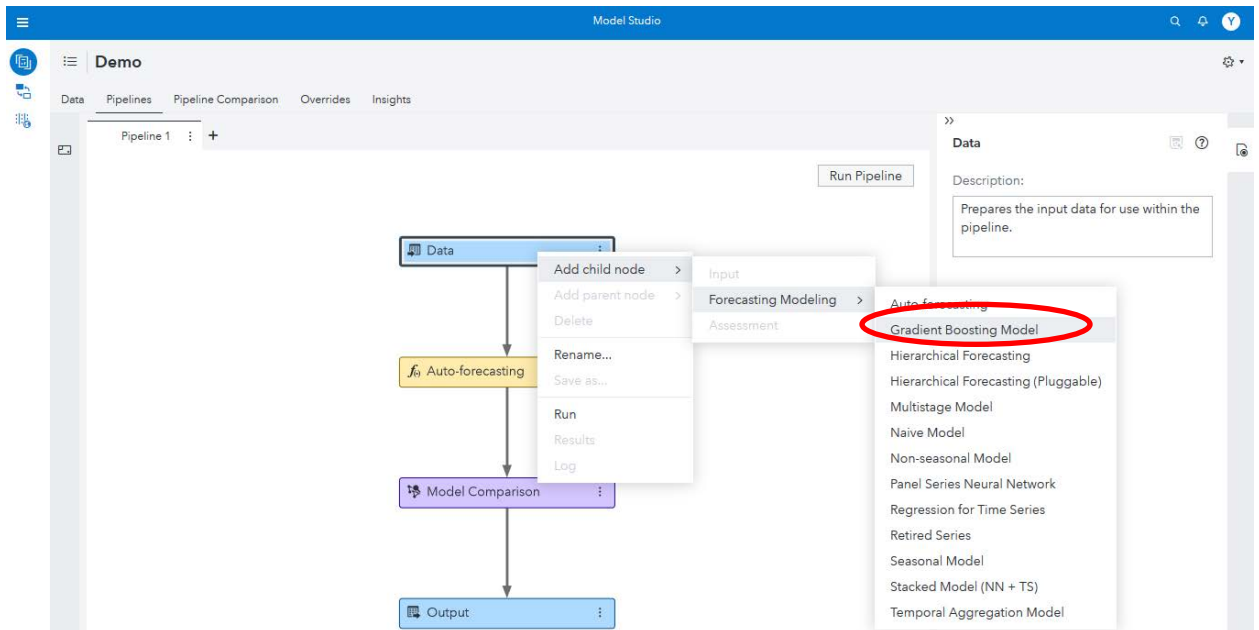 Model Studio
Y
Demo
Data Pipelines Pipeline Comparison Overrides Insights
Pipeline 1
Run Pipeline
Data
Description:
Prepares the input data for use within the
pipeline.
Data
Auto-forecasting
Model Comparison
Output
Add child node
Add parent node
Delete
Rename...
Save as...
Run
Results
Log
Input
Forecasting Modeling
Assessment
Auto-forecasting
Gradient Boosting Model
Hierarchical Forecasting
Hierarchical Forecasting (Pluggable)
Multistage Model
Naive Model
Non-seasonal Model
Panel Series Neural Network
Regression for Time Series
Retired Series
Seasonal Model
Stacked Model (NN + TS)
Temporal Aggregation Model